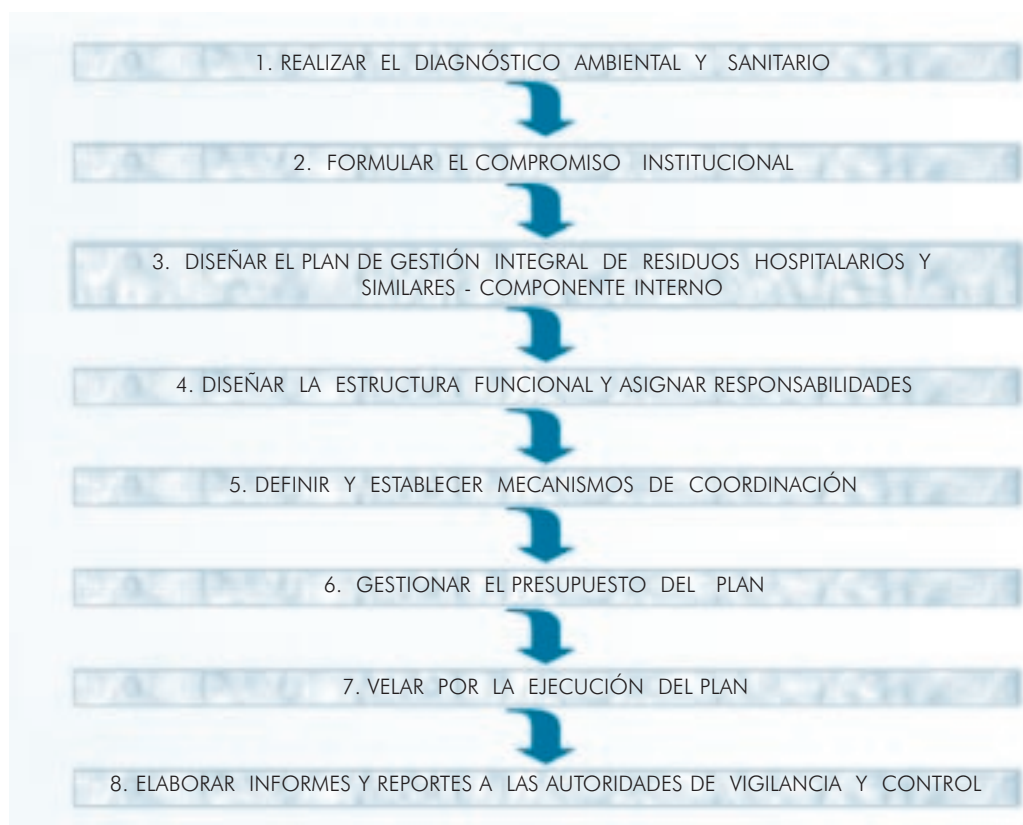 1. REALIZAR EL DIAGNÓSTICO AMBIENTAL Y SANITARIO
2. FORMULAR EL COMPROMISO INSTITUCIONAL
3. DISEÑAR EL PLAN DE GESTIÓN INTEGRAL DE RESIDUOS HOSPITALARIOS Y
SIMILARES - COMPONENTE INTERNO
4. DISEÑAR LA ESTRUCTURA FUNCIONAL Y ASIGNAR RESPONSABILIDADES
5. DEFINIR Y ESTABLECER MECANISMOS DE COORDINACIÓN
6. GESTIONAR EL PRESUPUESTO DEL PLAN
7. VELAR POR LA EJECUCIÓN DEL PLAN
8. ELABORAR INFORMES Y REPORTES A LAS AUTORIDADES DE VIGILANCIA Y CONTROL